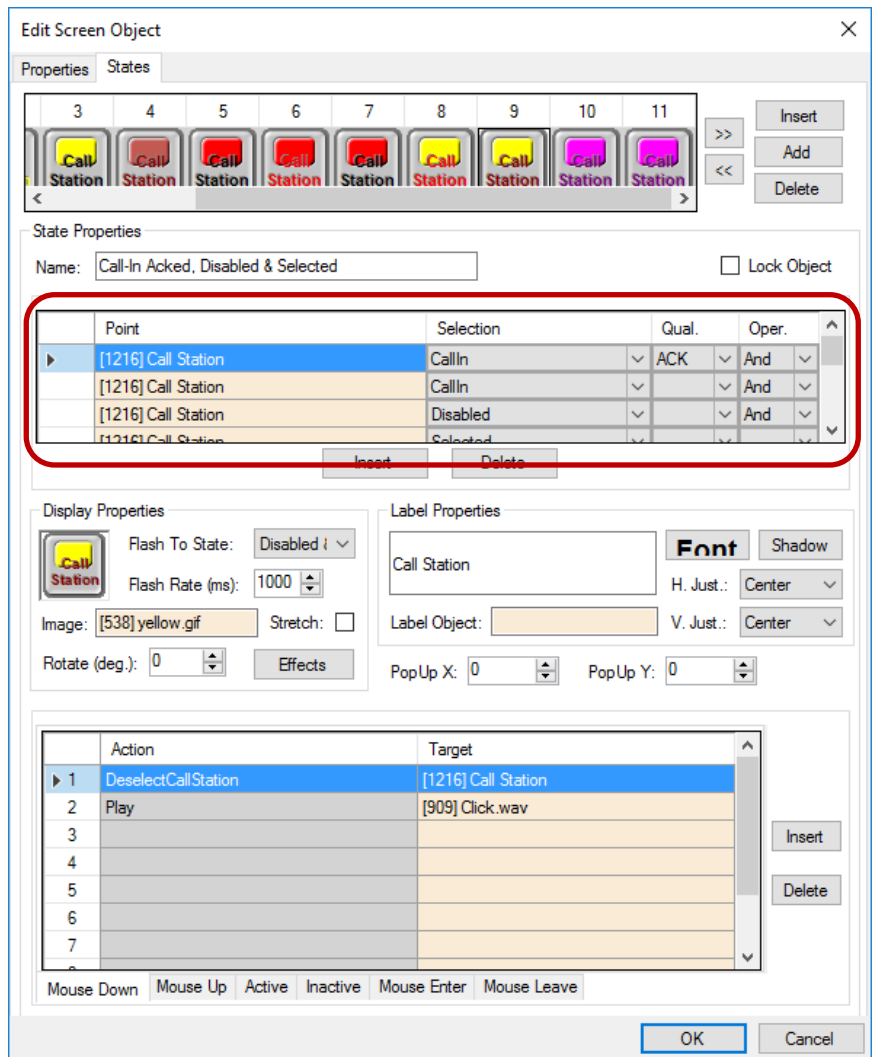 Edit Screen Object
Properties States
3 4 5 6 7 8 9 10 11
Call Call Call Call Call Call Call Call Call
Station Station Station Station Station Station Station Station Station
>>
<<
Insert
Add
Delete
State Properties
Name: Call-In Acked, Disabled & Selected
Lock Object
Point Selection Qual. Oper.
[1216] Call Station CallIn ACK And
[1216] Call Station CallIn And
[1216] Call Station Disabled And
[1216] Call Station Selected
Insert Delete
Display Properties
Call
Station
Flash To State: Disabled &
Flash Rate (ms): 1000
Image: [538] yellow.gif Stretch:
Rotate (deg.): 0 Effects
Label Properties
Call Station
Font Shadow
H. Just.: Center
Label Object: V. Just.: Center
PopUp X: 0 PopUp Y: 0
Action Target
1 DeselectCallStation [1216] Call Station
2 Play [909] Click.wav
3
4
5
6
7
Insert
Delete
Mouse Down Mouse Up Active Inactive Mouse Enter Mouse Leave
OK Cancel